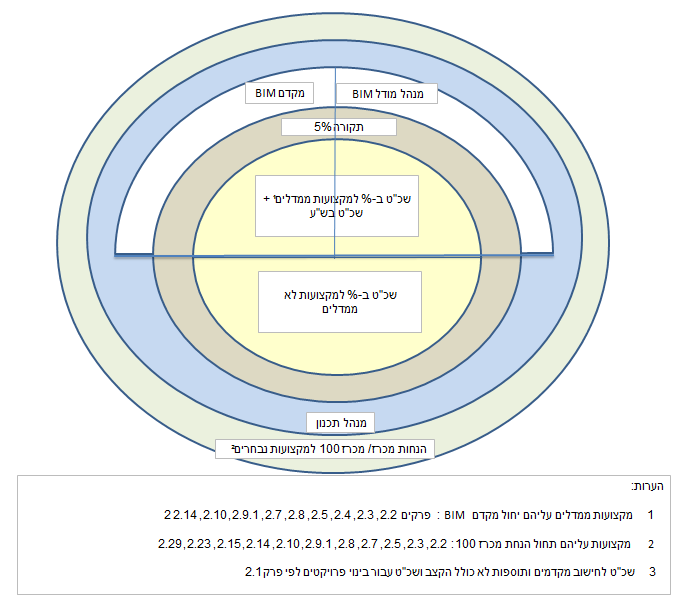 מקדם BIM
מנהל מודל BIM
תקורה 5%
שכ"ט ב-% למקצועות ממדלים¹ +
שכ"ט בש"ע
שכ"ט ב-% למקצועות לא
ממדלים
מנהל תכנון
הנחות מכרז/ מכרז 100 למקצועות נבחרים²
הערות:
1 מקצועות ממדלים עליהם יחול מקדם BIM : פרקים 2.2, 2.3, 2.4, 2.5, 2.8, 2.7, 2.9.1, 2.10, 2.14 2
2 מקצועות עליהם תחול הנחת מכרז 100: 2.2, 2.3, 2.5, 2.7, 2.8, 2.9.1, 2.10, 2.14, 2.15, 2.23, 2.29
3 שכ"ט לחישוב מקדמים ותוספות לא כולל הקצב ושכ"ט עבור בינוי פרויקטים לפי פרק 2.1